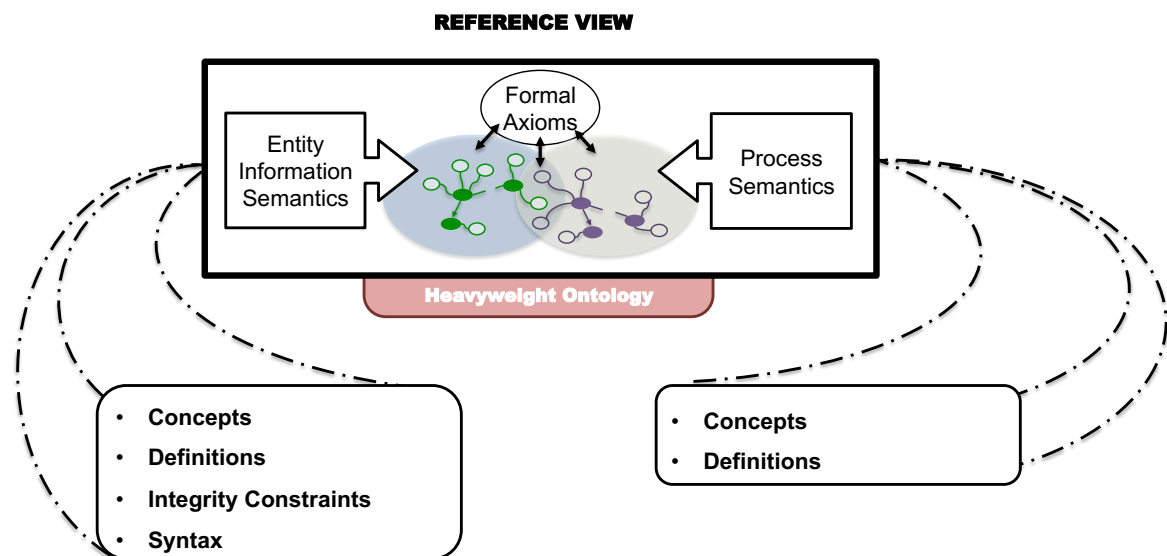 REFERENCE VIEW
Formal
Axioms
Entity
Information
Semantics
Process
Semantics
Heavyweight Ontology
• Concepts
• Definitions
• Integrity Constraints
• Syntax
• Concepts
• Definitions